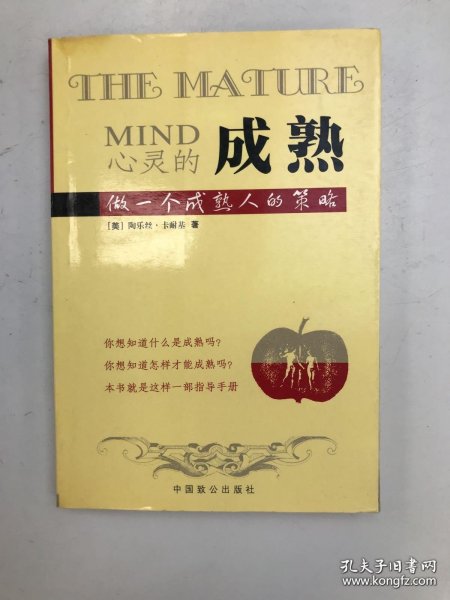 THE MATURE
MIND
心灵的
成熟
做一个成熟人的策略
[美] 陶乐丝·卡耐基 著
你想知道什么是成熟吗?
你想知道怎样才能成熟吗?
本书就是这样一部指导手册
中国致公出版社
孔夫子旧书网
www.kongfz.com